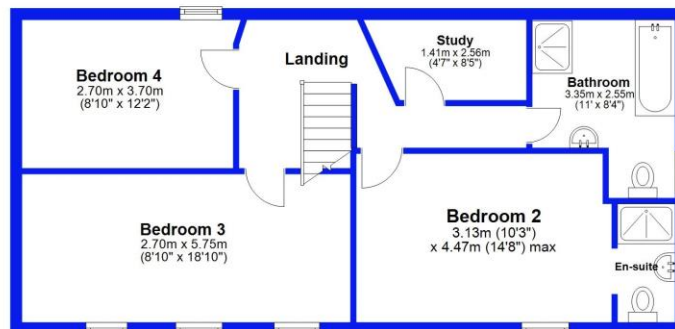 Bedroom 4
2.70m x 3.70m
(8'10" x 12'2")
Landing
Study
1.41m x 2.56m
(4'7" x 8'5")
Bathroom
3.35m x 2.55m
(11' x 8'4")
Bedroom 3
2.70m x 5.75m
(8'10" x 18'10")
Bedroom 2
3.13m (10'3")
x 4.47m (14'8") max
En-suite